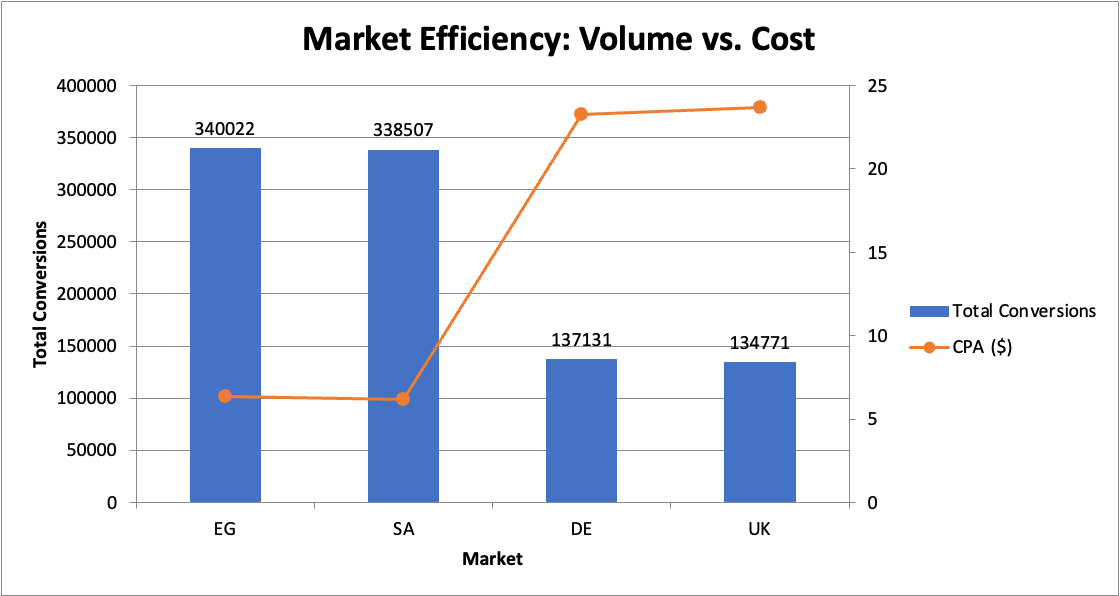 Market Efficiency: Volume vs. Cost
400000
350000
300000
250000
200000
150000
100000
50000
0
Total Conversions
340022
338507
137131
134771
25
20
15
10
5
0
EG
SA
DE
UK
Market
Total Conversions
CPA ($)